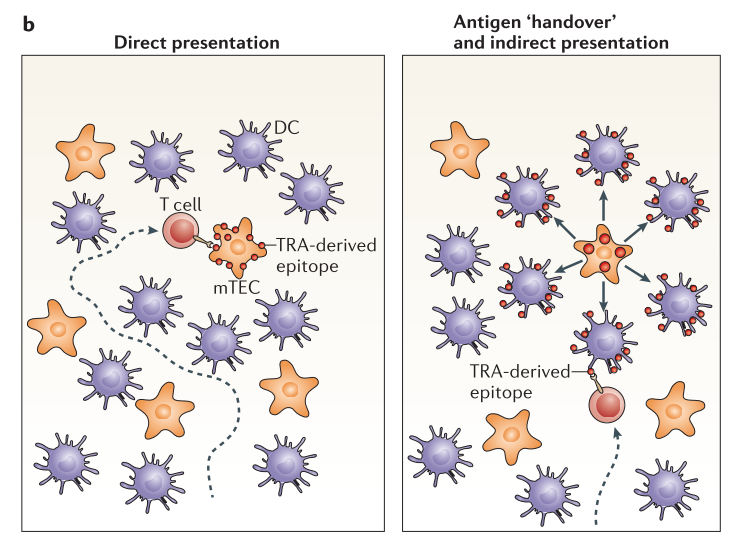 b
Direct presentation
Antigen ‘handover’
and indirect presentation
DC
T cell
TRA-derived
epitope
mTEC
TRA-derived
epitope